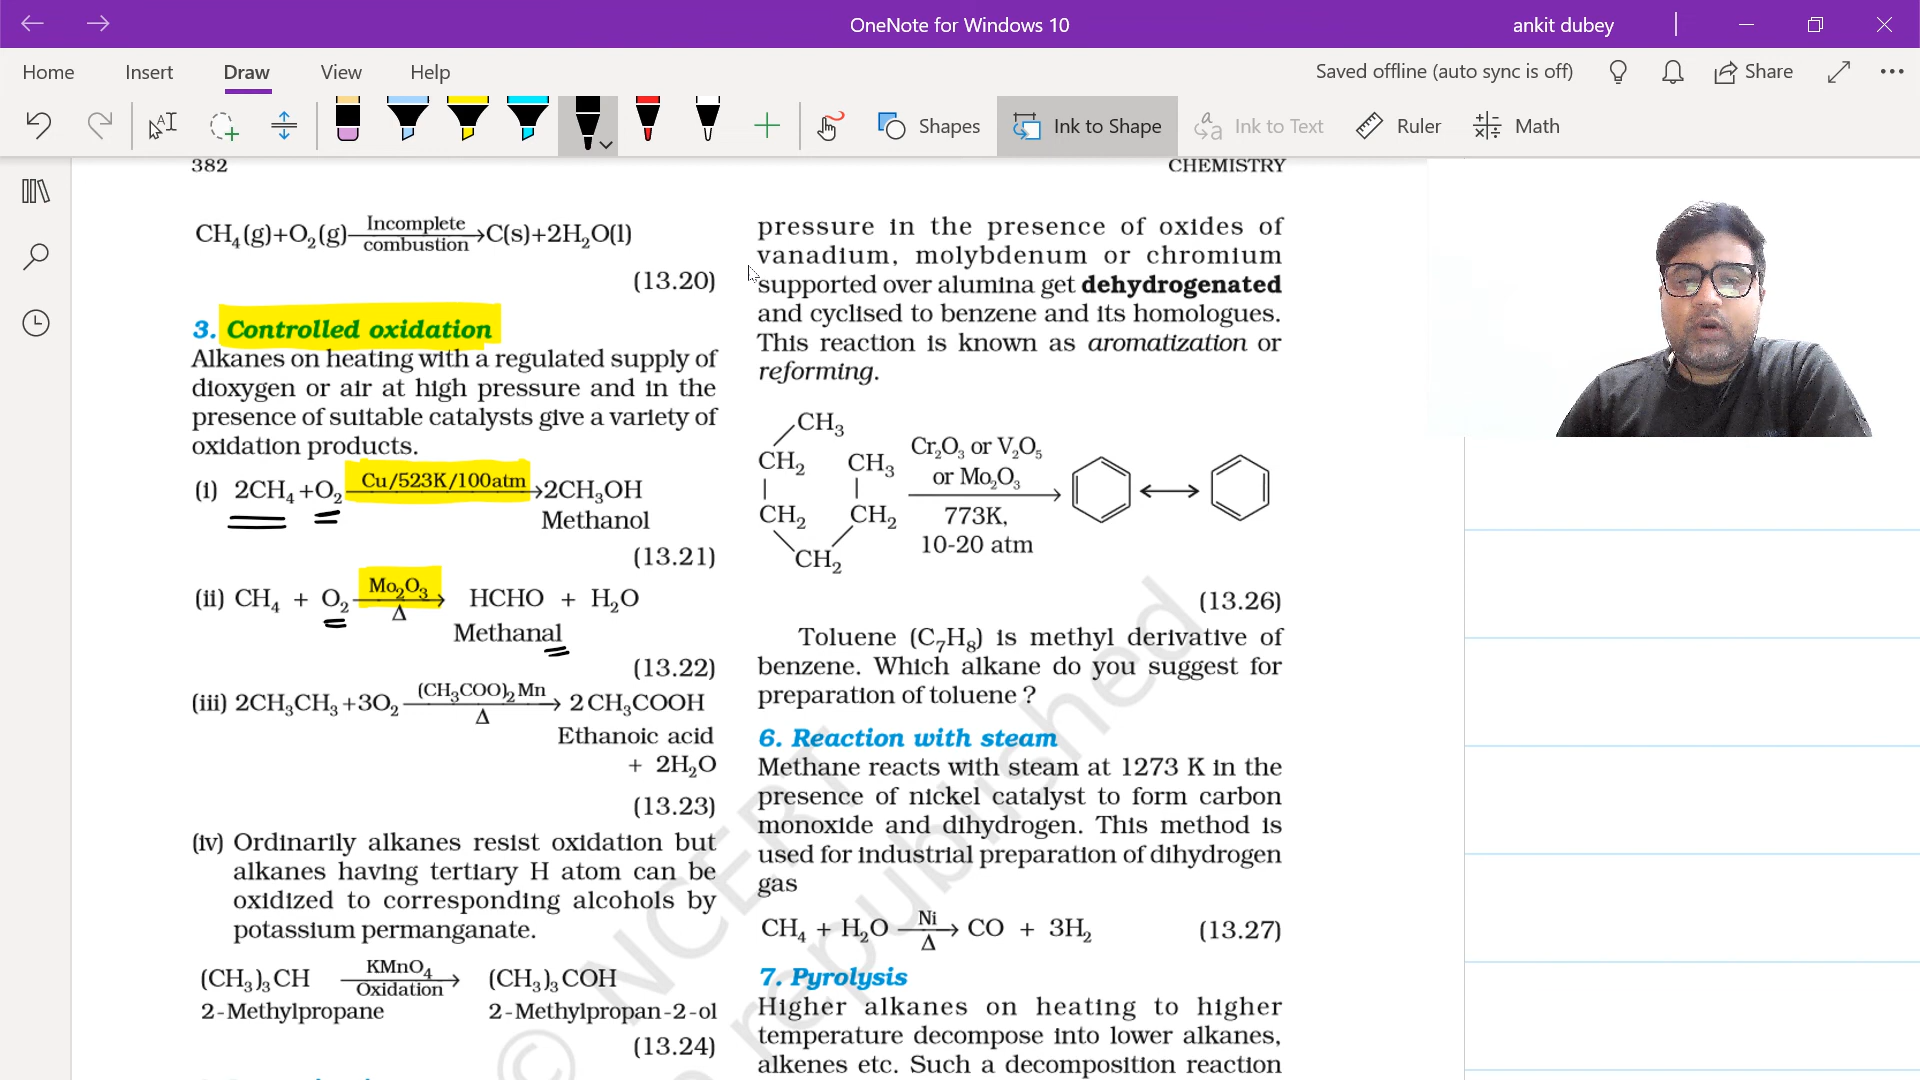 OneNote for Windows 10
ankit dubey
Home Insert Draw View Help
Saved offline (auto sync is off)
Share
Shapes
Ink to Shape
Ink to Text
Ruler
Math
382
CHEMISTRY
CH₄(g)+O₂(g) Incomplete combustion → C(s)+2H₂O(l)
(13.20)
3. Controlled oxidation
Alkanes on heating with a regulated supply of
dioxygen or air at high pressure and in the
presence of suitable catalysts give a variety of
oxidation products.
(i) 2CH₄+O₂ Cu/523K/100atm → 2CH₃OH
Methanol
(13.21)
(ii) CH₄ + O₂ Mo₂O₃ Δ → HCHO + H₂O
Methanal
(13.22)
(iii) 2CH₃CH₃+3O₂ (CH₃COO)₂Mn Δ → 2CH₃COOH
Ethanoic acid
+ 2H₂O
(13.23)
(iv) Ordinarily alkanes resist oxidation but
alkanes having tertiary H atom can be
oxidized to corresponding alcohols by
potassium permanganate.
(CH₃)₃CH KMnO₄ Oxidation → (CH₃)₃COH
2-Methylpropane 2-Methylpropan-2-ol
(13.24)
pressure in the presence of oxides of
vanadium, molybdenum or chromium
supported over alumina get dehydrogenated
and cyclised to benzene and its homologues.
This reaction is known as aromatization or
reforming.
CH₃
CH₂ CH₃
CH₂ CH₂
CH₂
Cr₂O₃ or V₂O₅
or Mo₂O₃
773K,
10-20 atm
(13.26)
Toluene (C₇H₈) is methyl derivative of
benzene. Which alkane do you suggest for
preparation of toluene ?
6. Reaction with steam
Methane reacts with steam at 1273 K in the
presence of nickel catalyst to form carbon
monoxide and dihydrogen. This method is
used for industrial preparation of dihydrogen
gas
CH₄ + H₂O Ni Δ → CO + 3H₂ (13.27)
7. Pyrolysis
Higher alkanes on heating to higher
temperature decompose into lower alkanes,
alkenes etc. Such a decomposition reaction
© NCERT
republished